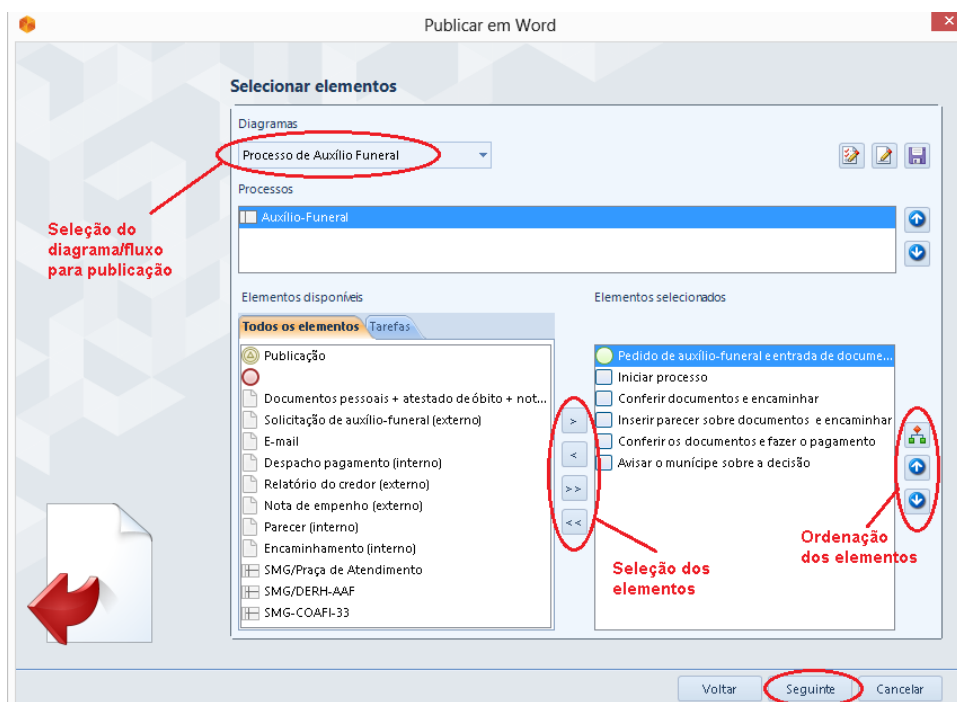 Publicar em Word
Selecionar elementos
Diagramas
Processo de Auxílio Funeral
Processos
Auxílio-Funeral
Seleção do
diagrama/fluxo
para publicação
Elementos disponíveis
Elementos selecionados
Todos os elementos
Tarefas
Publicação
Documentos pessoais + atestado de óbito + not...
Solicitação de auxílio-funeral (externo)
E-mail
Despacho pagamento (interno)
Relatório do credor (externo)
Nota de empenho (externo)
Parecer (interno)
Encaminhamento (interno)
SMG/Praça de Atendimento
SMG/DERH-AAF
SMG-COAFI-33
>
<
>>
<<
Pedido de auxílio-funeral e entrada de docume...
Iniciar processo
Conferir documentos e encaminhar
Inserir parecer sobre documentos e encaminhar
Conferir os documentos e fazer o pagamento
Avisar o munícipe sobre a decisão
Seleção dos
elementos
Ordenação
dos elementos
Voltar
Seguinte
Cancelar